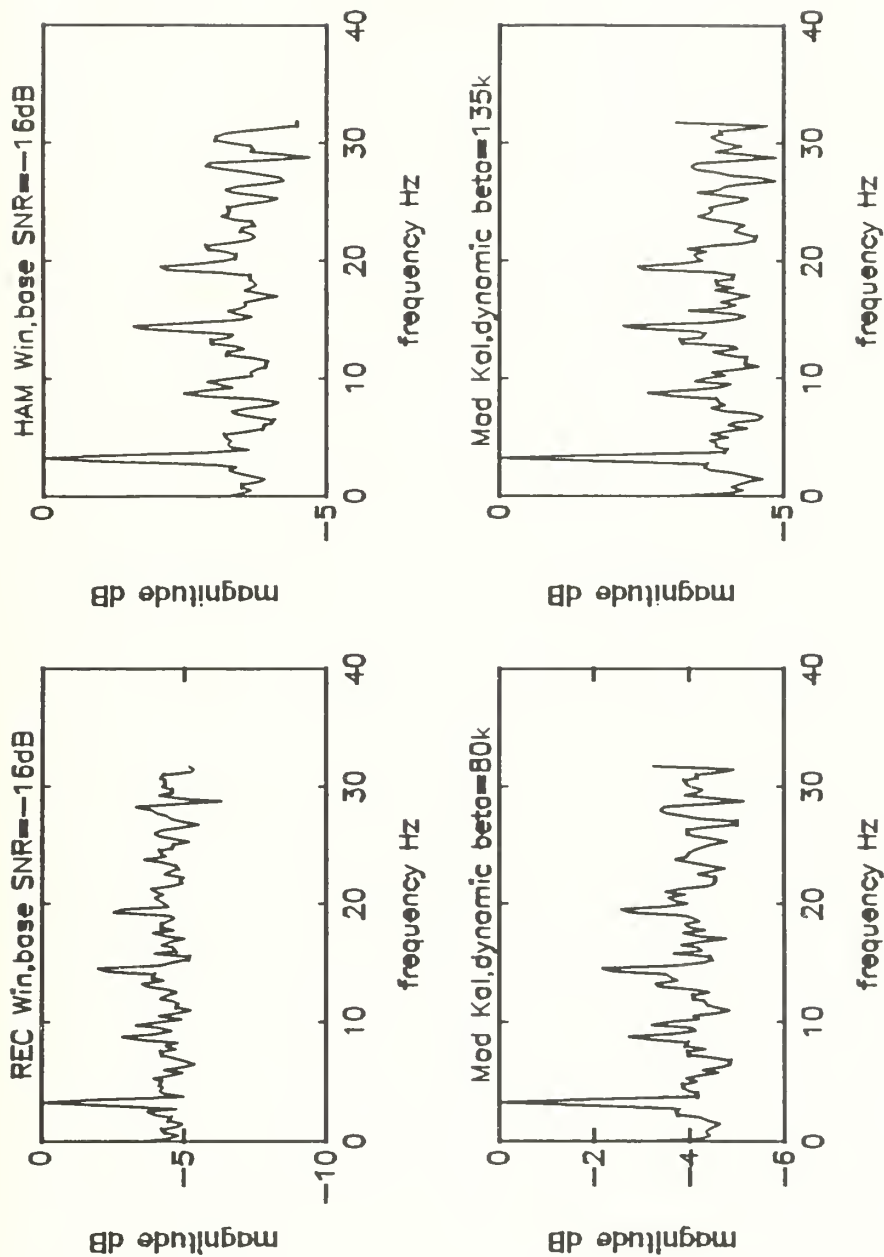 REC Win,base SNR=-16dB
0
-5
-10
magnitude dB
0
10
20
30
40
frequency Hz
HAM Win,base SNR=-16dB
0
-5
magnitude dB
0
10
20
30
40
frequency Hz
Mod Kal,dynamic beta=80k
0
-2
-4
-6
magnitude dB
0
10
20
30
40
frequency Hz
Mod Kal,dynamic beta=135k
0
-5
magnitude dB
0
10
20
30
40
frequency Hz